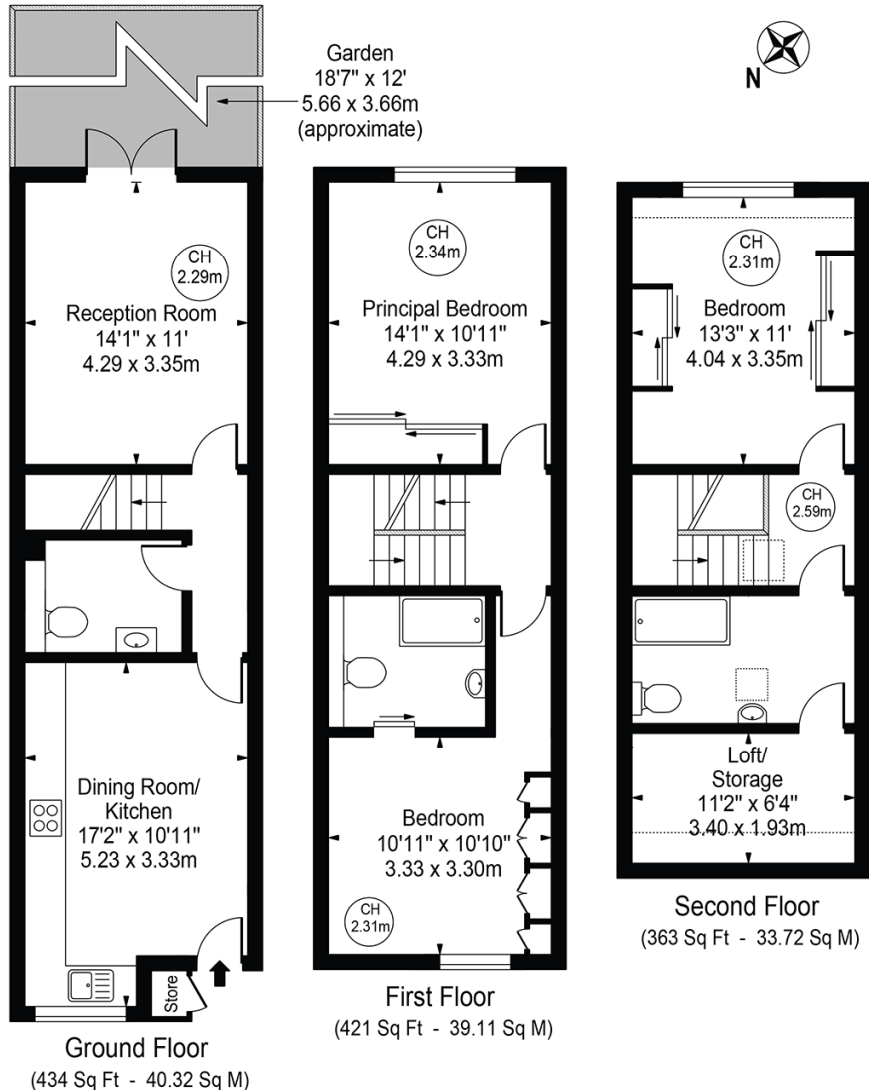 Garden
18'7" x 12'
5.66 x 3.66m
(approximate)
N
CH
2.29m
Reception Room
14'1" x 11'
4.29 x 3.35m
Dining Room/
Kitchen
17'2" x 10'11"
5.23 x 3.33m
Store
Ground Floor
(434 Sq Ft - 40.32 Sq M)
CH
2.34m
Principal Bedroom
14'1" x 10'11"
4.29 x 3.33m
Bedroom
10'11" x 10'10"
3.33 x 3.30m
CH
2.31m
First Floor
(421 Sq Ft - 39.11 Sq M)
CH
2.31m
Bedroom
13'3" x 11'
4.04 x 3.35m
CH
2.59m
Loft/
Storage
11'2" x 6'4"
3.40 x 1.93m
Second Floor
(363 Sq Ft - 33.72 Sq M)